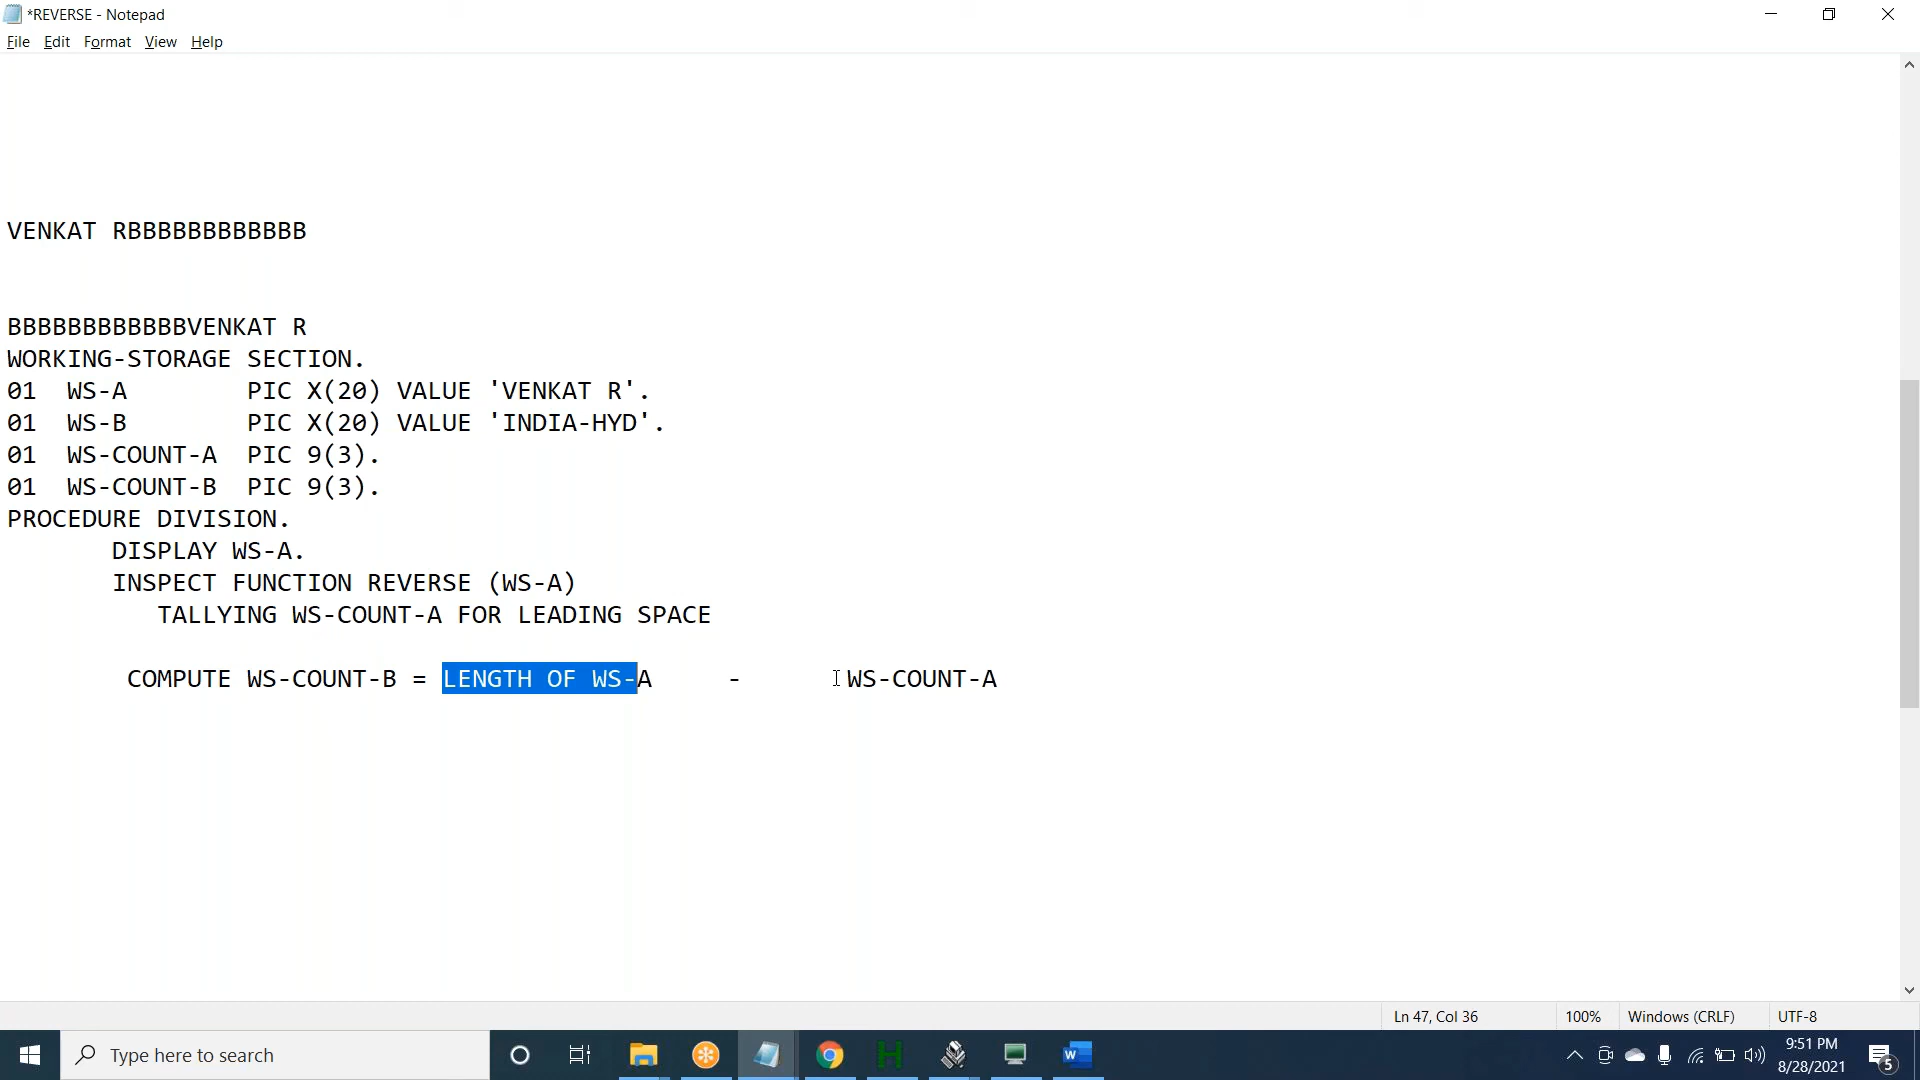 *REVERSE - Notepad
File Edit Format View Help
VENKAT RBBBBBBBBBBBB
BBBBBBBBBBBBVENKAT R
WORKING-STORAGE SECTION.
01  WS-A        PIC X(20) VALUE 'VENKAT R'.
01  WS-B        PIC X(20) VALUE 'INDIA-HYD'.
01  WS-COUNT-A  PIC 9(3).
01  WS-COUNT-B  PIC 9(3).
PROCEDURE DIVISION.
DISPLAY WS-A.
INSPECT FUNCTION REVERSE (WS-A)
TALLYING WS-COUNT-A FOR LEADING SPACE
COMPUTE WS-COUNT-B = LENGTH OF WS-A     -       WS-COUNT-A
Ln 47, Col 36 100% Windows (CRLF) UTF-8
Type here to search
9:51 PM
8/28/2021
5